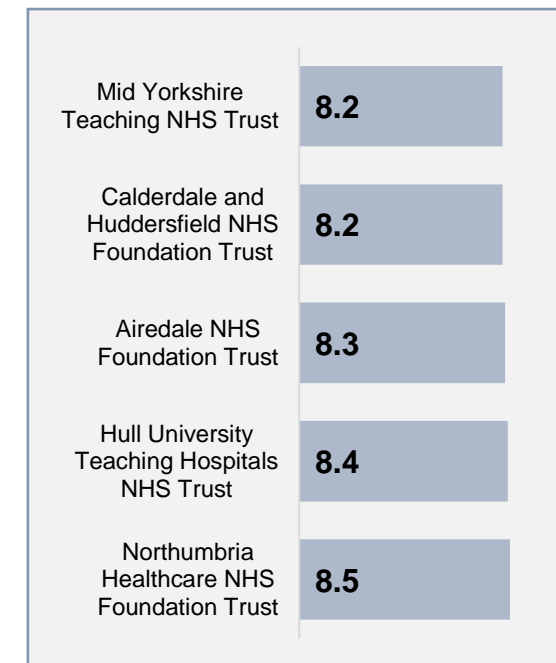 Mid Yorkshire
Teaching NHS Trust
8.2
Calderdale and
Huddersfield NHS
Foundation Trust
8.2
Airedale NHS
Foundation Trust
8.3
Hull University
Teaching Hospitals
NHS Trust
8.4
Northumbria
Healthcare NHS
Foundation Trust
8.5